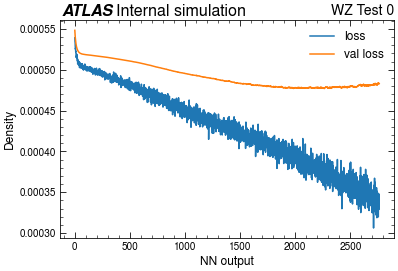 ATLAS Internal simulation WZ Test 0
loss
val loss
0.00055
0.00050
0.00045
0.00040
0.00035
0.00030
Density
0 500 1000 1500 2000 2500
NN output